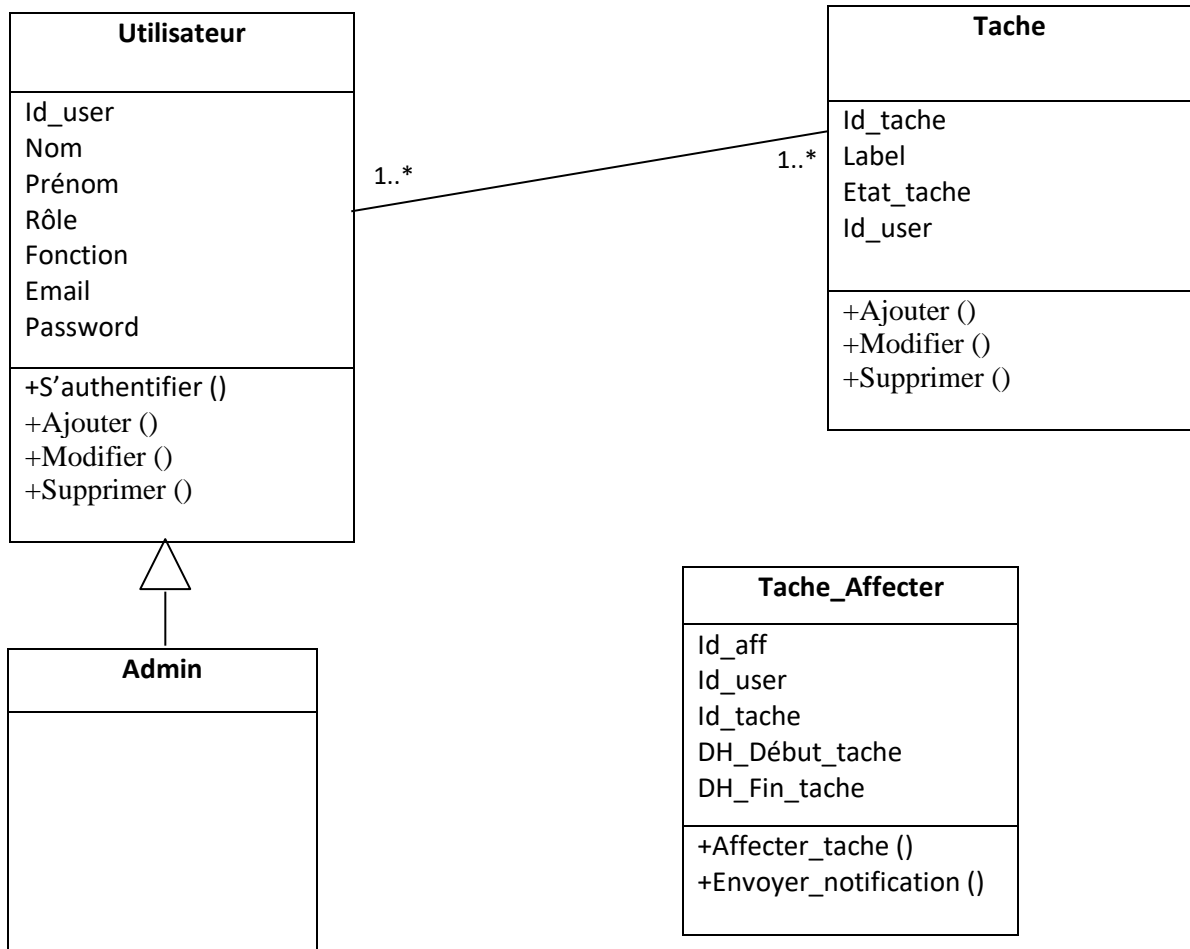 Utilisateur
Id_user
Nom
Prénom
Rôle
Fonction
Email
Password
+S’authentifier ()
+Ajouter ()
+Modifier ()
+Supprimer ()
1..*
1..*
Tache
Id_tache
Label
Etat_tache
Id_user
+Ajouter ()
+Modifier ()
+Supprimer ()
Admin
Tache_Affecter
Id_aff
Id_user
Id_tache
DH_Début_tache
DH_Fin_tache
+Affecter_tache ()
+Envoyer_notification ()